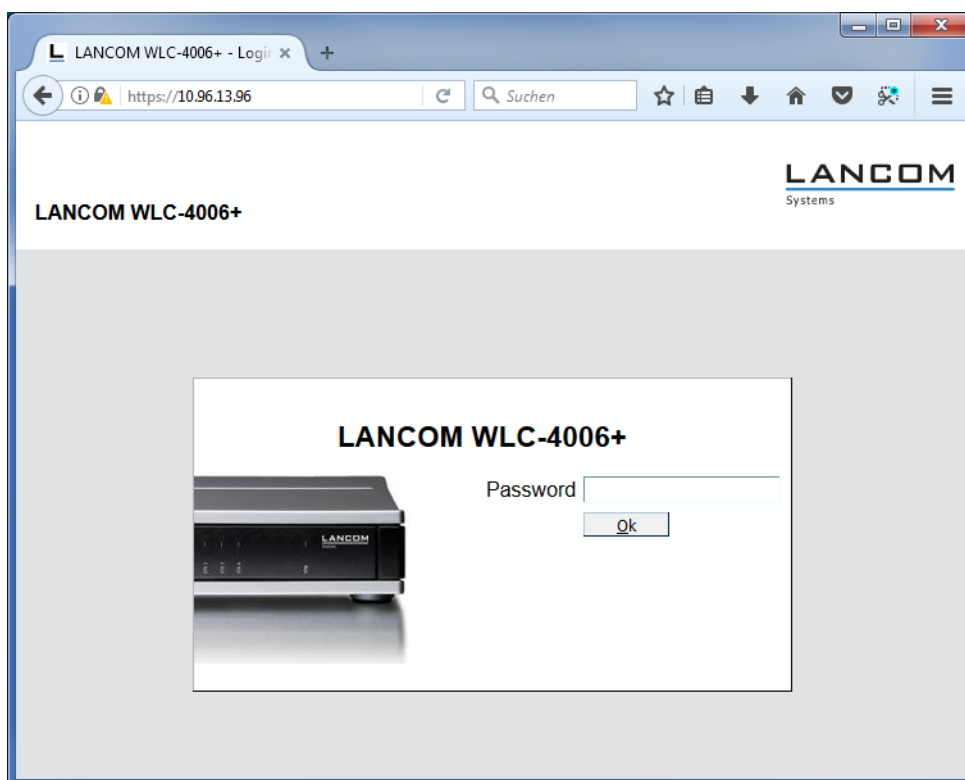 LANCOM WLC-4006+ - Login
https://10.96.13.96
Suchen
LANCOM
Systems
LANCOM WLC-4006+
LANCOM WLC-4006+
Password
LANCOM
Ok